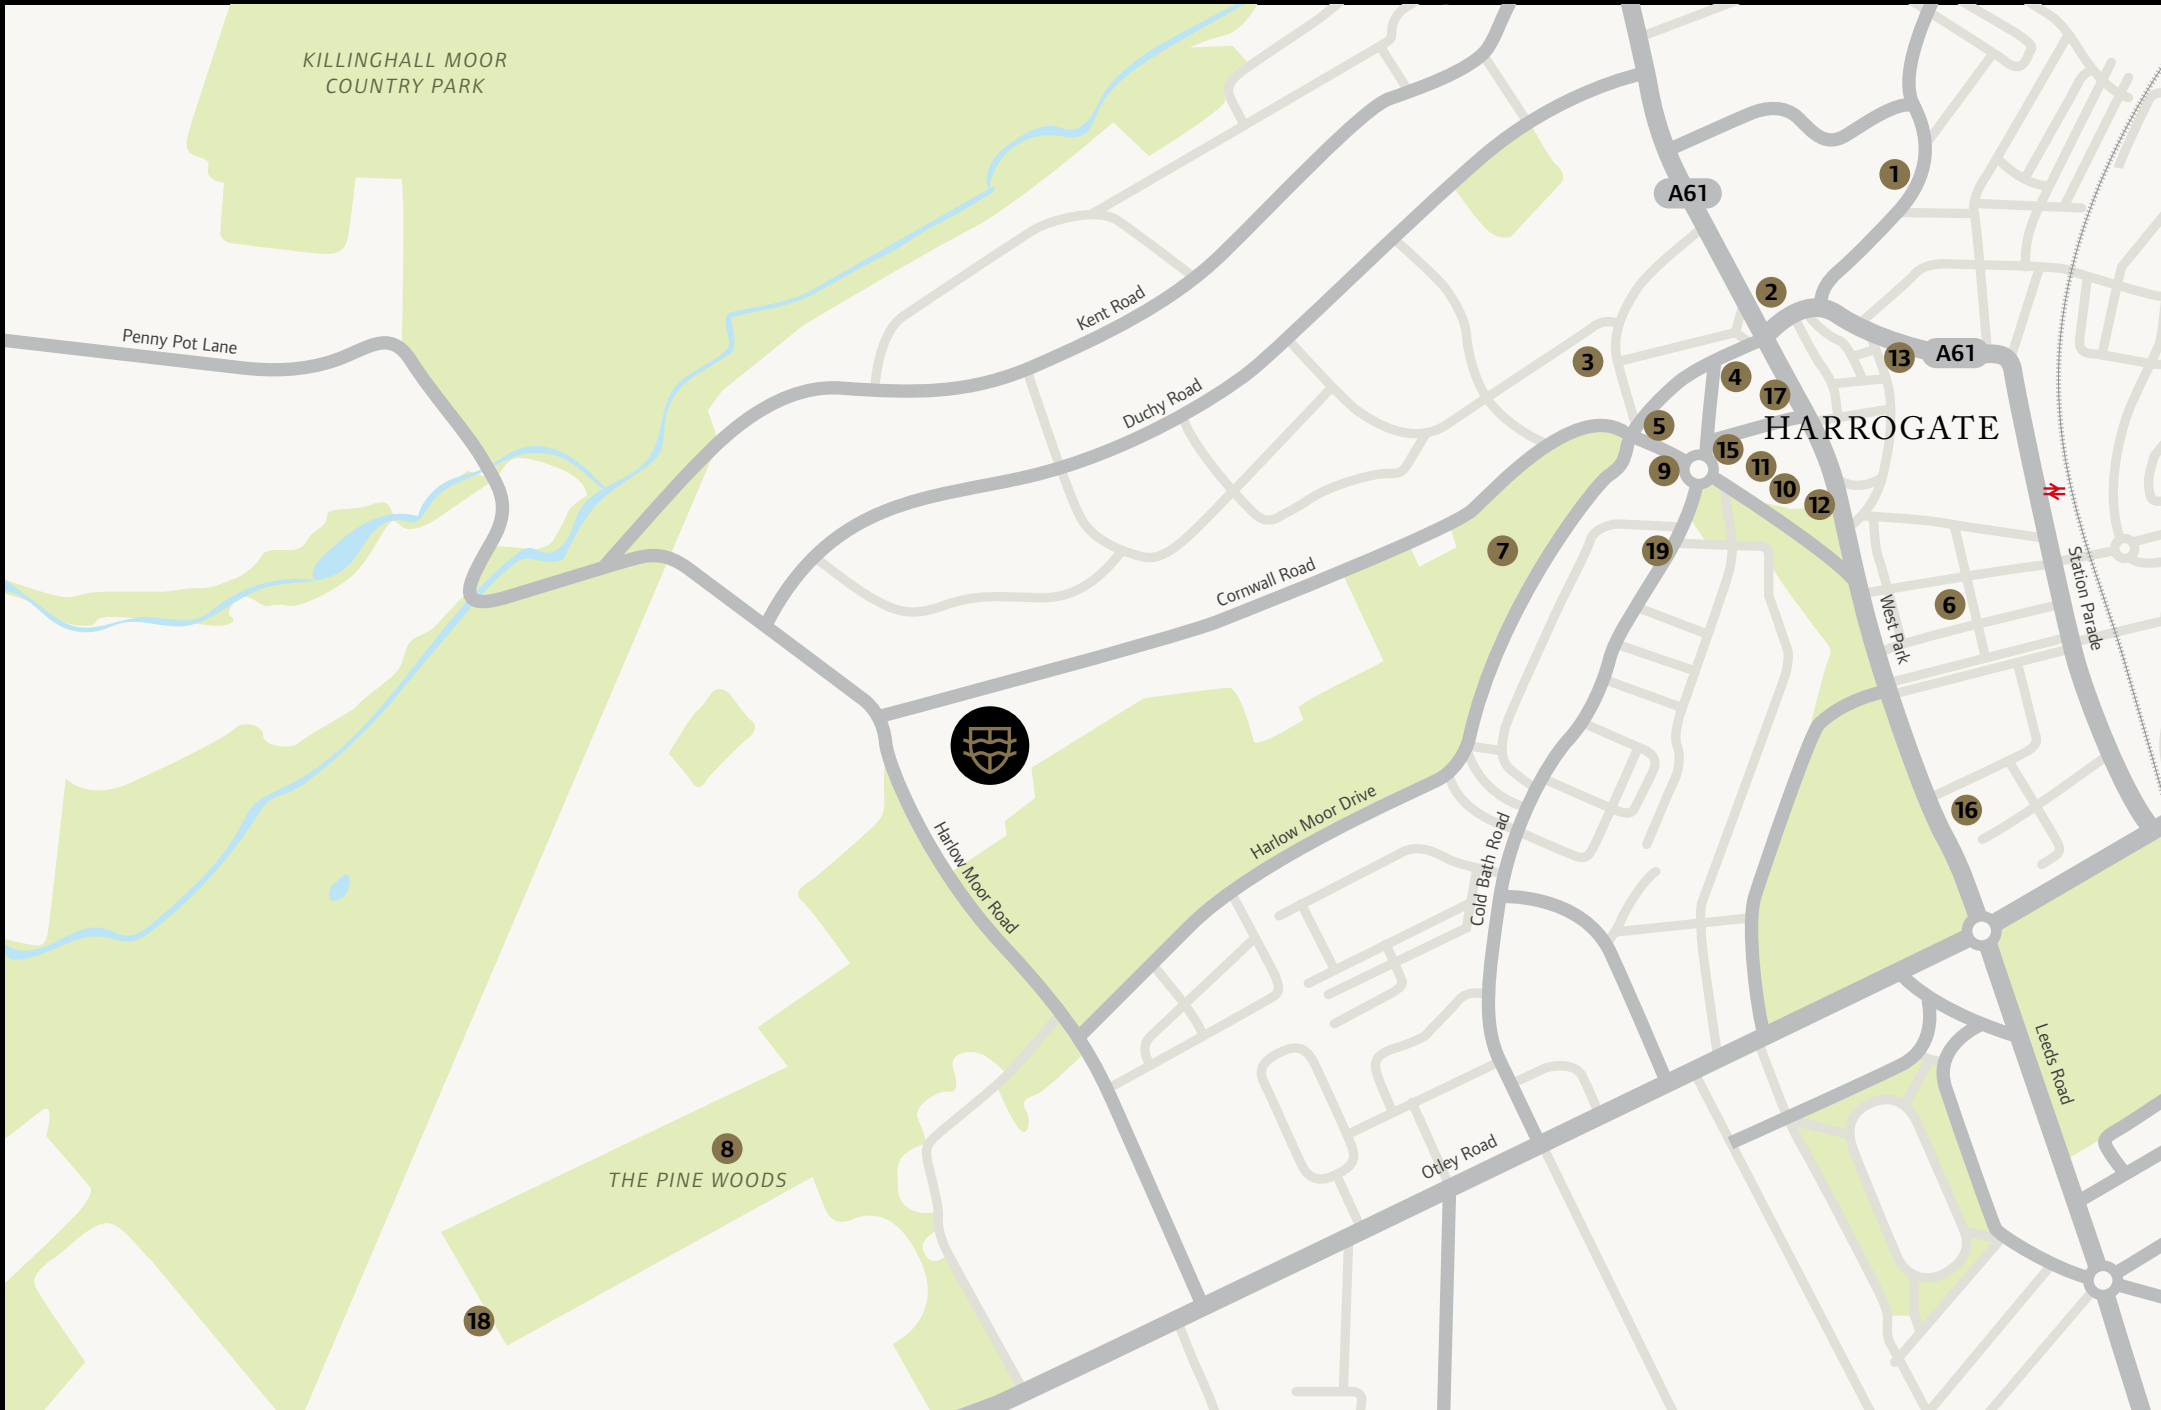 KILLINGHALL MOOR
COUNTRY PARK
1
A61
2
Kent Road
Penny Pot Lane
3
13
A61
4
17
Duchy Road
5
HARROGATE
15
9
11
10
12
7
19
Cornwall Road
6
Station Parade
West Park
16
Harlow Moor Drive
Harlow Moor Road
Cold Bath Road
Leeds Road
8
Otley Road
THE PINE WOODS
18